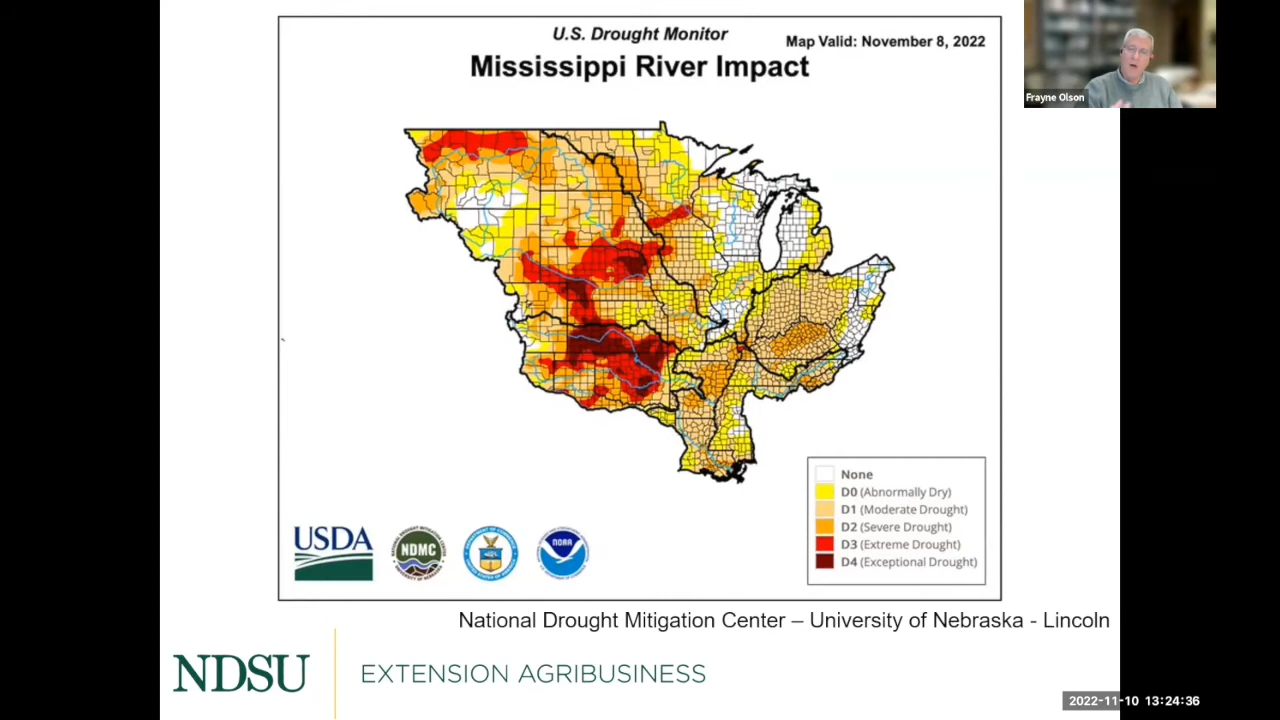 U.S. Drought Monitor
Map Valid: November 8, 2022
Mississippi River Impact
Frayne Olson
None
D0 (Abnormally Dry)
D1 (Moderate Drought)
D2 (Severe Drought)
D3 (Extreme Drought)
D4 (Exceptional Drought)
USDA
NDMC
NOAA
National Drought Mitigation Center – University of Nebraska - Lincoln
NDSU
EXTENSION AGRIBUSINESS
2022-11-10 13:24:36